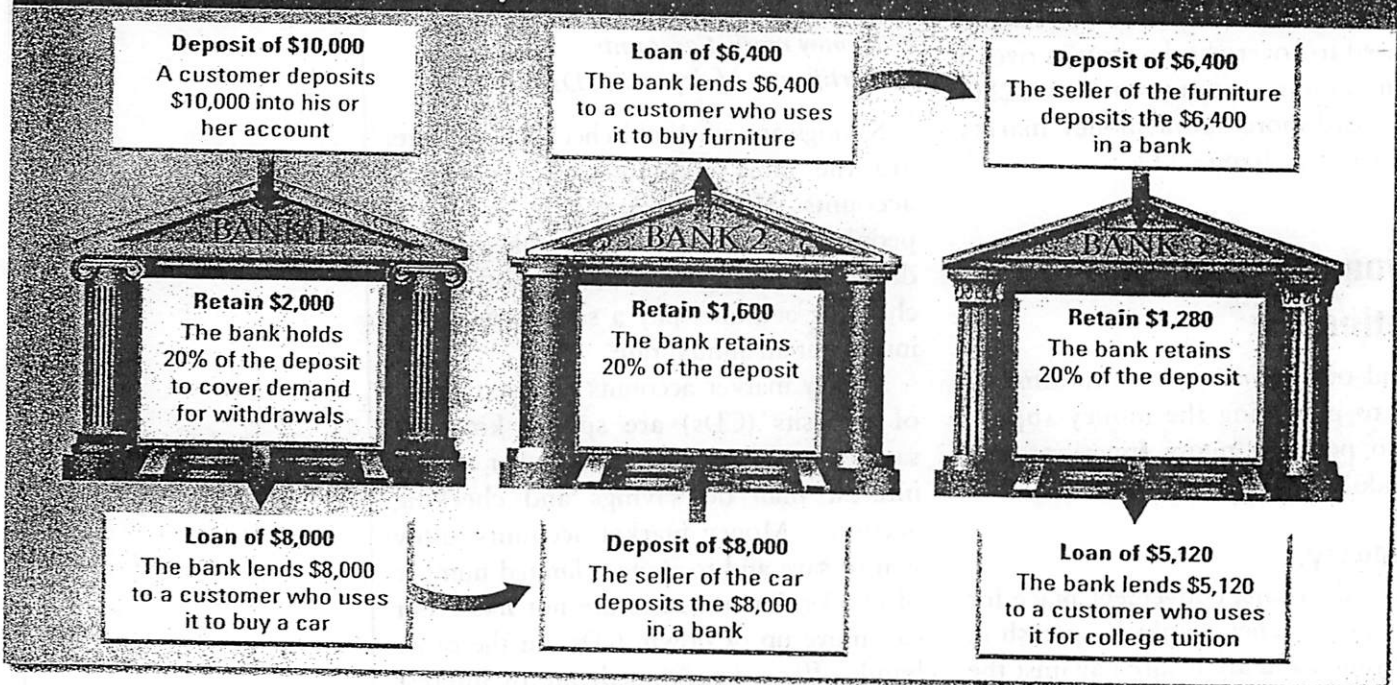 Deposit of $10,000
A customer deposits
$10,000 into his or
her account
BANK 1
Retain $2,000
The bank holds
20% of the deposit
to cover demand
for withdrawals
Loan of $8,000
The bank lends $8,000
to a customer who uses
it to buy a car
Loan of $6,400
The bank lends $6,400
to a customer who uses
it to buy furniture
BANK 2
Retain $1,600
The bank retains
20% of the deposit
Deposit of $8,000
The seller of the car
deposits the $8,000
in a bank
Deposit of $6,400
The seller of the furniture
deposits the $6,400
in a bank
BANK 3
Retain $1,280
The bank retains
20% of the deposit
Loan of $5,120
The bank lends $5,120
to a customer who uses
it for college tuition